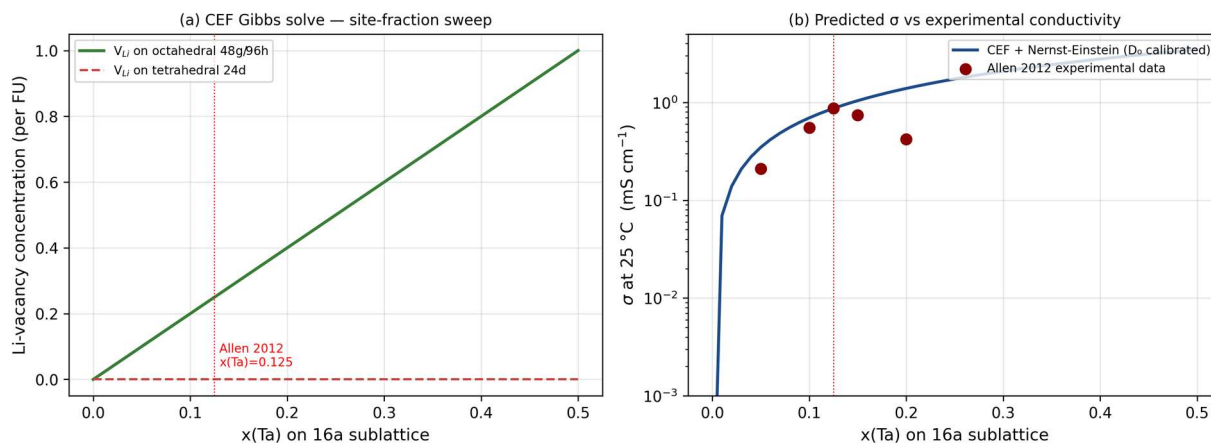 (a) CEF Gibbs solve — site-fraction sweep
Li-vacancy concentration (per FU)
1.0
0.8
0.6
0.4
0.2
0.0
V_Li on octahedral 48g/96h
V_Li on tetrahedral 24d
Allen 2012
x(Ta)=0.125
0.0 0.1 0.2 0.3 0.4 0.5
x(Ta) on 16a sublattice
(b) Predicted σ vs experimental conductivity
σ at 25 °C (mS cm⁻¹)
10⁰
10⁻¹
10⁻²
10⁻³
CEF + Nernst-Einstein (D₀ calibrated)
Allen 2012 experimental data
0.0 0.1 0.2 0.3 0.4 0.5
x(Ta) on 16a sublattice